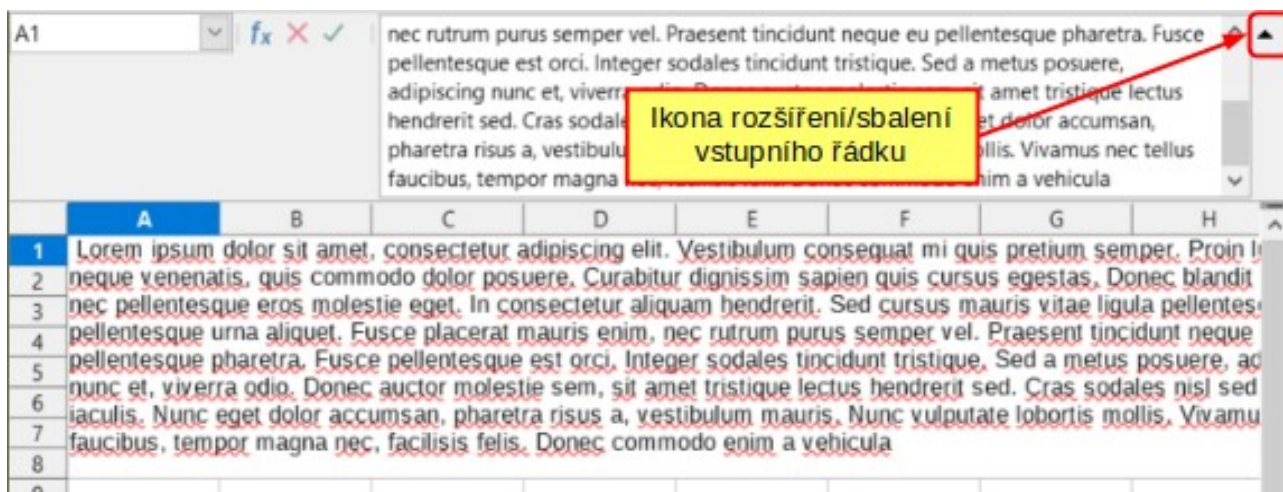 A1
fx
nec rutrum purus semper vel. Praesent tincidunt neque eu pellentesque pharetra. Fusce
pellentesque est orci. Integer sodales tincidunt tristique. Sed a metus posuere,
adipiscing nunc et, viverra amet tristique lectus
hendrerit sed. Cras sodale et dolor accumsan,
pharetra risus a, vestibulu ollis. Vivamus nec tellus
faucibus, tempor magna enim a vehicula
Ikona rozšíření/sbalení
vstupního řádku
A B C D E F G H
1 Lorem ipsum dolor sit amet, consectetur adipiscing elit. Vestibulum consequat mi quis pretium semper. Proin
2 neque venenatis, quis commodo dolor posuere. Curabitur dignissim sapien quis cursus egestas. Donec blandit
3 nec pellentesque eros molestie eget. In consectetur aliquam hendrerit. Sed cursus mauris vitae ligula pellentes
4 pellentesque urna aliquet. Fusce placerat mauris enim, nec rutrum purus semper vel. Praesent tincidunt neque
5 pellentesque pharetra. Fusce pellentesque est orci. Integer sodales tincidunt tristique. Sed a metus posuere, ad
6 nunc et, viverra odio. Donec auctor molestie sem, sit amet tristique lectus hendrerit sed. Cras sodales nisl sed
7 iaculis. Nunc eget dolor accumsan, pharetra risus a, vestibulum mauris. Nunc vulputate lobortis mollis. Vivamu
8 faucibus, tempor magna nec, facilisis felis. Donec commodo enim a vehicula